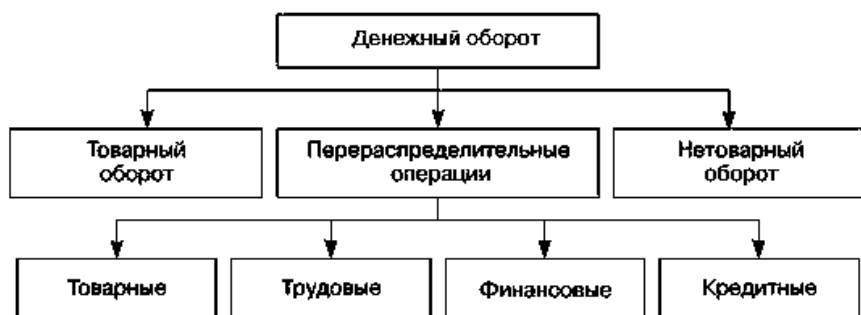 Денежный оборот
Товарный
оборот
Перераспределительные
операции
Нетоварный
оборот
Товарные
Трудовые
Финансовые
Кредитные